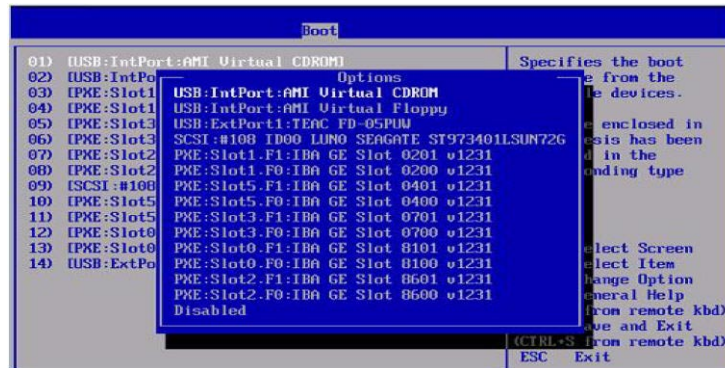 Boot
01) [USB:IntPort:AMI Virtual CDROM]
02) [USB:IntPo
03) [PXE:Slot1
04) [PXE:Slot1
05) [PXE:Slot3
06) [PXE:Slot3
07) [PXE:Slot2
08) [PXE:Slot2
09) [SCSI:#108
10) [PXE:Slot5
11) [PXE:Slot5
12) [PXE:Slot0
13) [PXE:Slot0
14) [USB:ExtPo
Options
USB:IntPort:AMI Virtual CDROM
USB:IntPort:AMI Virtual Floppy
USB:ExtPort1:TEAC FD-05PUW
SCSI:#108 ID00 LUN0 SEAGATE ST973401LSUN72G
PXE:Slot1.F1:IBA GE Slot 0201 v1231
PXE:Slot1.F0:IBA GE Slot 0200 v1231
PXE:Slot5.F1:IBA GE Slot 0401 v1231
PXE:Slot5.F0:IBA GE Slot 0400 v1231
PXE:Slot3.F1:IBA GE Slot 0701 v1231
PXE:Slot3.F0:IBA GE Slot 0700 v1231
PXE:Slot0.F1:IBA GE Slot 8101 v1231
PXE:Slot0.F0:IBA GE Slot 8100 v1231
PXE:Slot2.F1:IBA GE Slot 8601 v1231
PXE:Slot2.F0:IBA GE Slot 8600 v1231
Disabled
Specifies the boot
e from the
le devices.
enclosed in
esis has been
d in the
nding type
elect Screen
elect Item
hange Option
eneral Help
from remote kbd)
ave and Exit
(CTRL+S from remote kbd)
ESC Exit